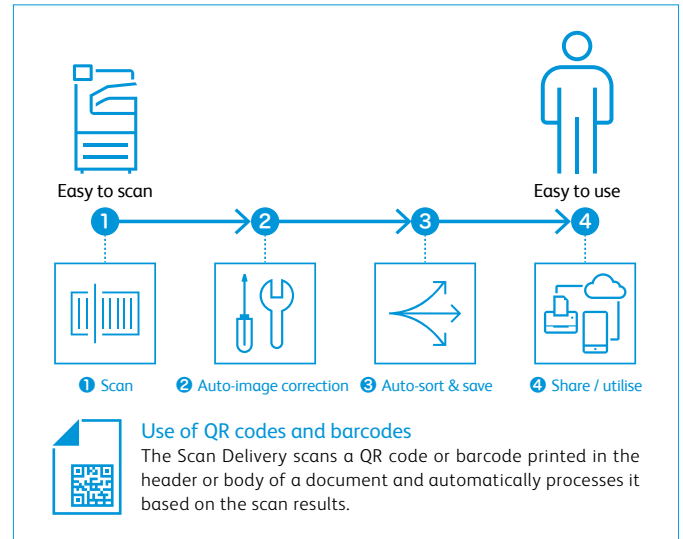 Easy to scan
Easy to use
1
2
3
4
❶ Scan
❷ Auto-image correction
❸ Auto-sort & save
❹ Share / utilise
Use of QR codes and barcodes
The Scan Delivery scans a QR code or barcode printed in the
header or body of a document and automatically processes it
based on the scan results.